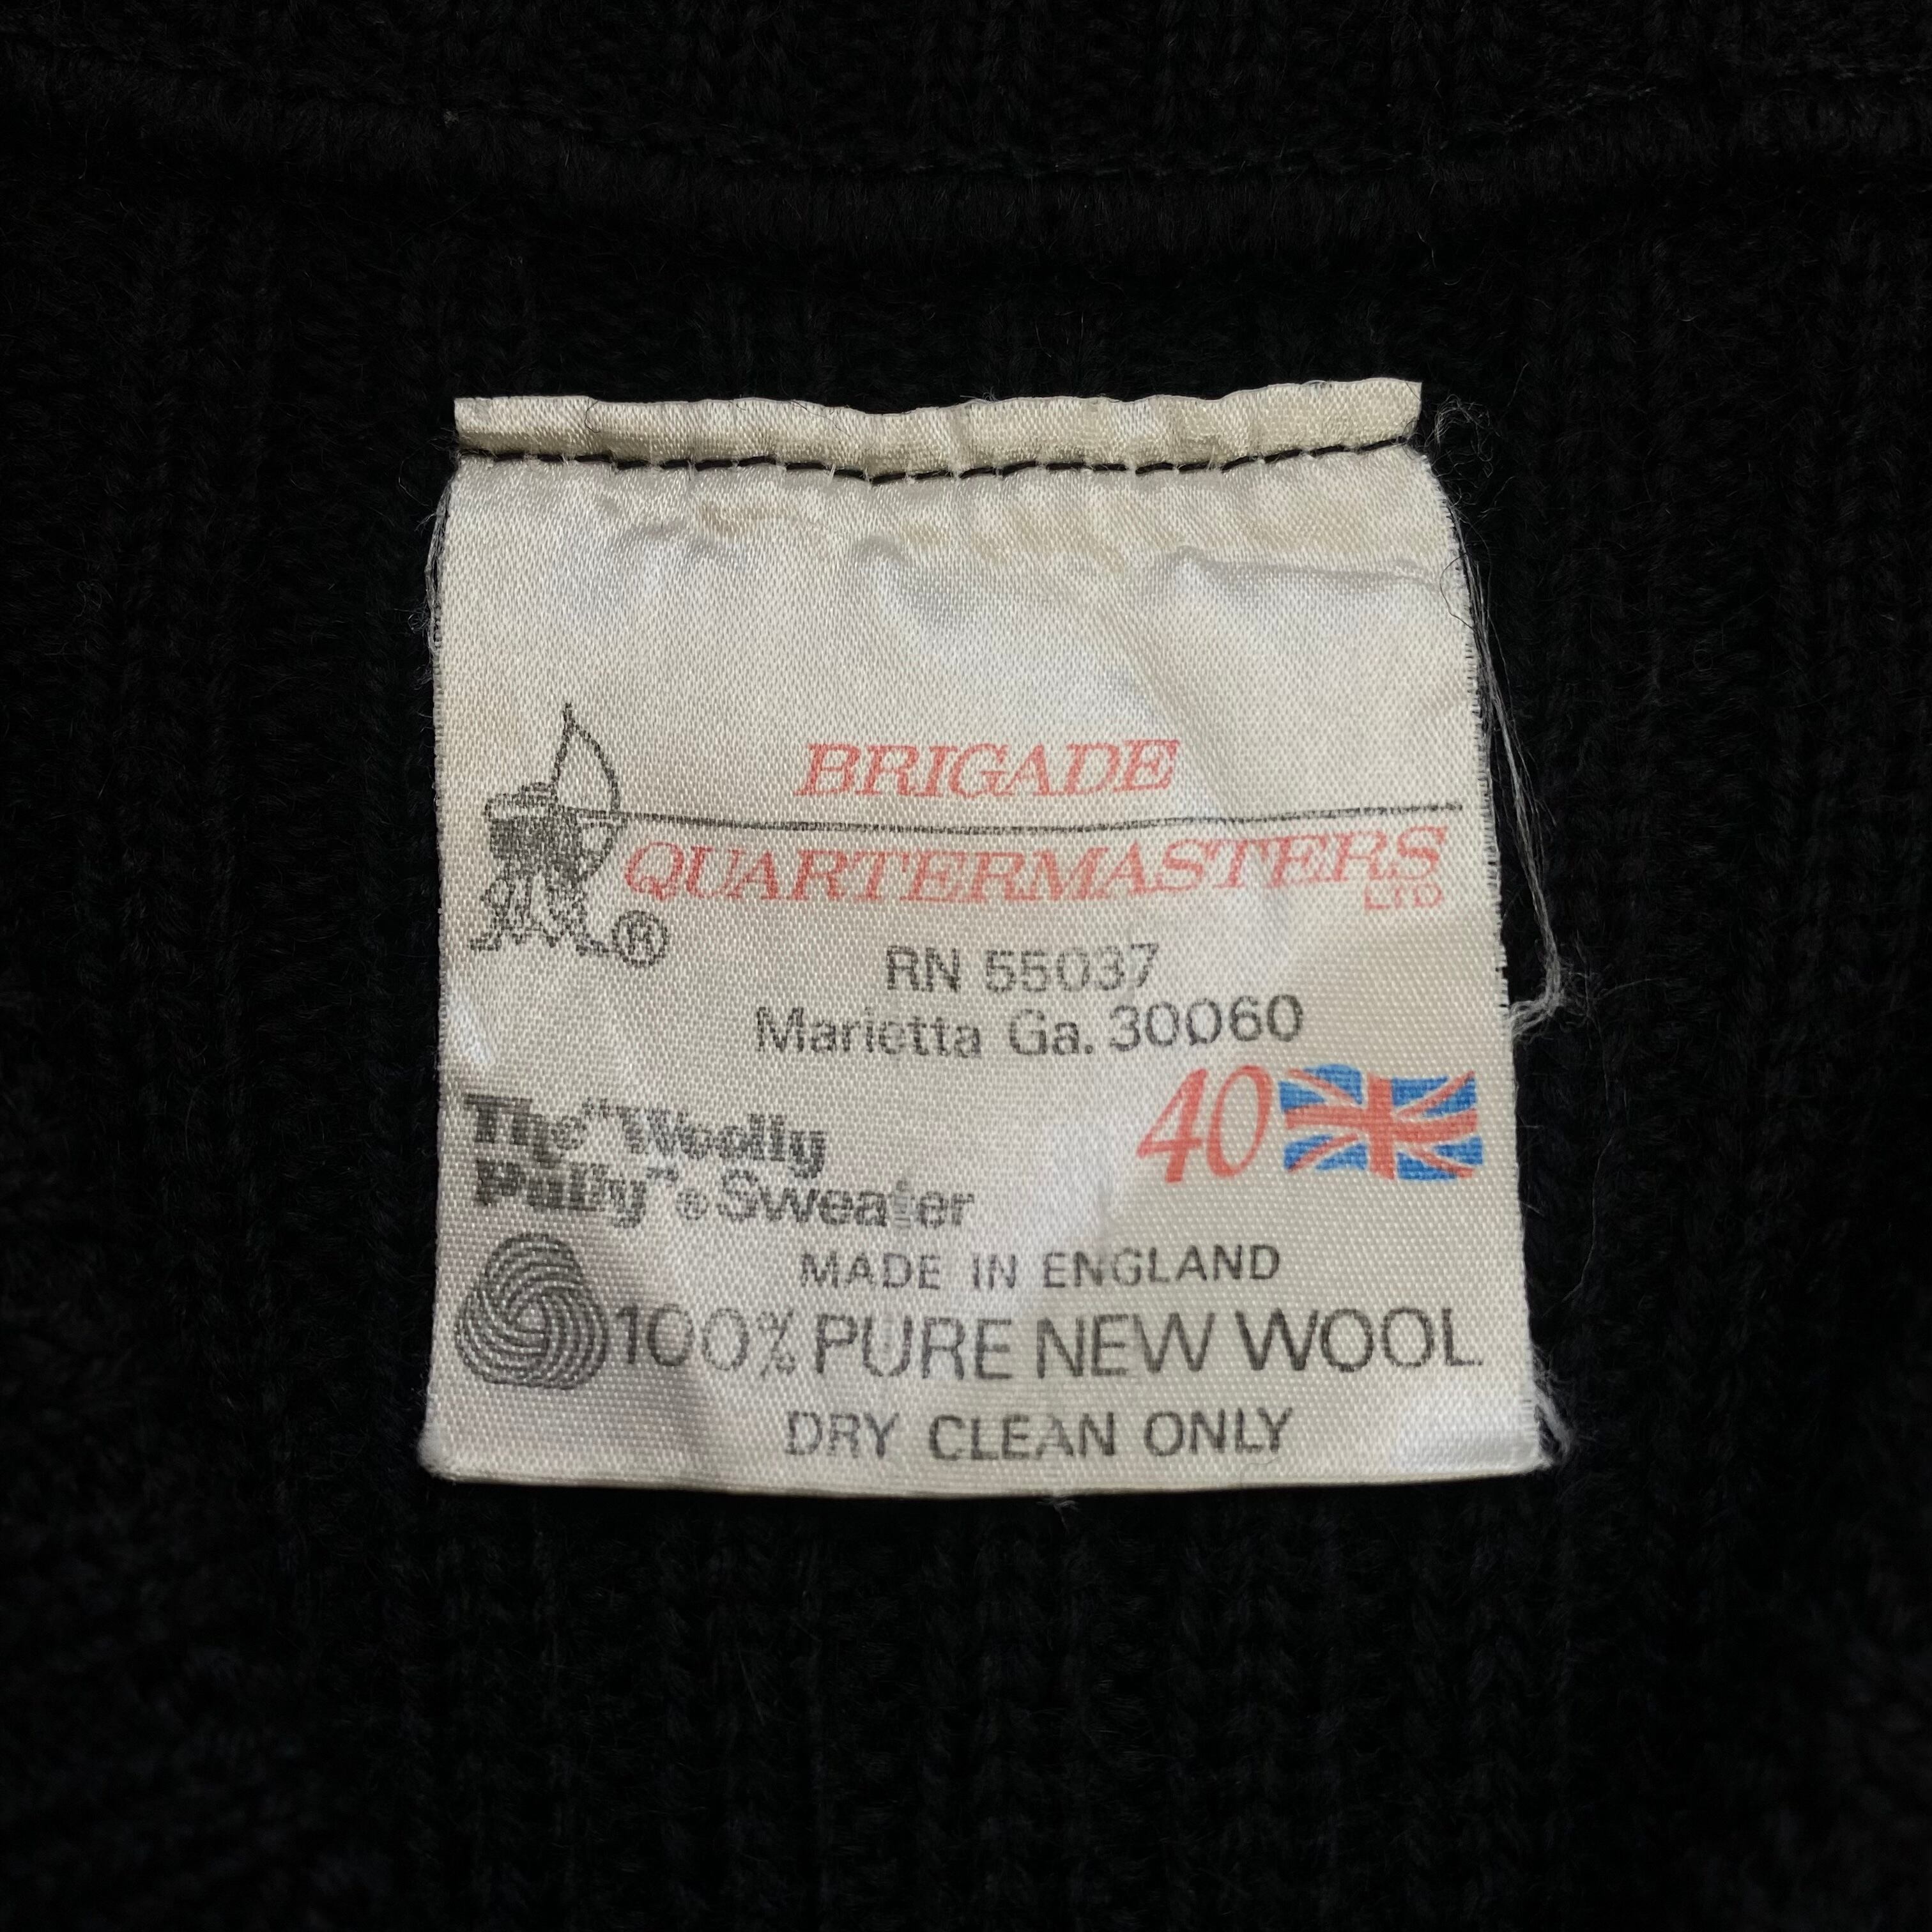 BRIGADE
QUARTERMASTERS
LTD
®
RN 55037
Marietta Ga. 30060
40
The "Woolly
Pully"® Sweater
MADE IN ENGLAND
100% PURE NEW WOOL
DRY CLEAN ONLY